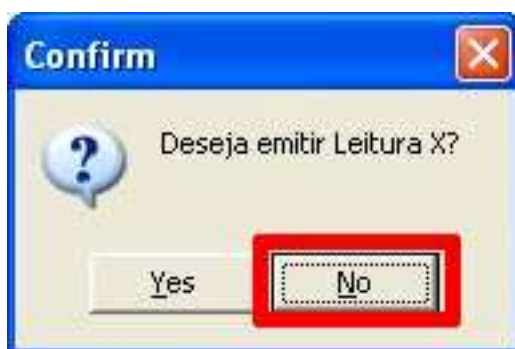 Confirm
Deseja emitir Leitura X?
Yes
No